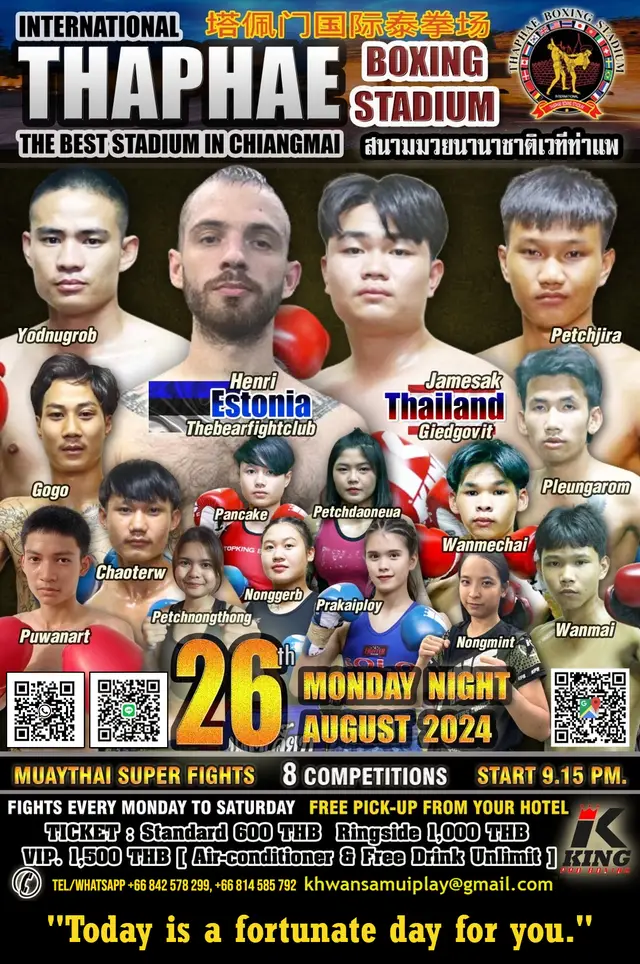 INTERNATIONAL
塔佩门国际泰拳场
THAPHAE
BOXING
STADIUM
THAPHAE BOXING STADIUM
THE BEST STADIUM IN CHIANGMAI
สนามมวยนานาชาติเวทีท่าแพ
Yodnugrob
Petchjira
Henri
Estonia
Thebearfightclub
Jamesak
Thailand
Giedgovit
Gogo
Pleungarom
Pancake
Petchdaoneua
Wanmechai
Chaoterw
Nonggerb
Prakaiploy
Petchnongthong
Puwanart
Nongmint
Wanmai
26th
MONDAY NIGHT
AUGUST 2024
MUAYTHAI SUPER FIGHTS 8 COMPETITIONS START 9.15 PM.
FIGHTS EVERY MONDAY TO SATURDAY FREE PICK-UP FROM YOUR HOTEL
TICKET : Standard 600 THB Ringside 1,000 THB
VIP. 1,500 THB [ Air-conditioner & Free Drink Unlimit ]
K
KING
TEL/WHATSAPP +66 842 578 299, +66 814 585 792 khwansamuiplay@gmail.com
"Today is a fortunate day for you."